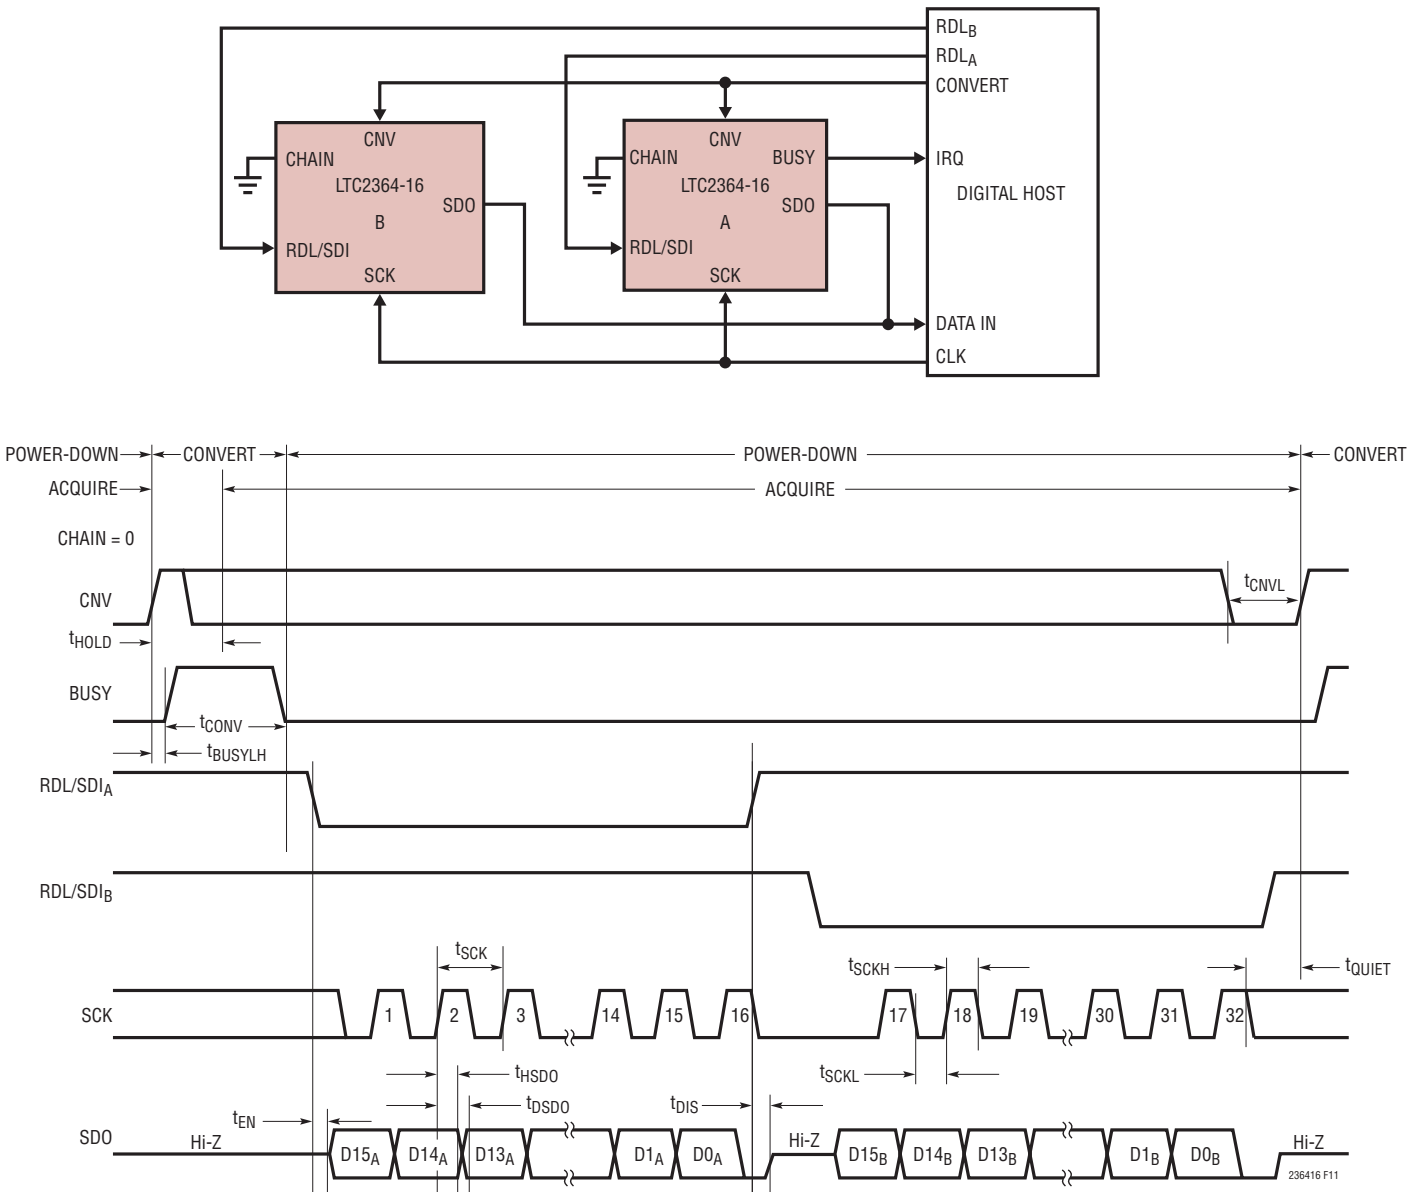 RDLB
RDLA
CONVERT
CNV
CHAIN
LTC2364-16
SDO
B
RDL/SDI
SCK
CNV
CHAIN
BUSY
LTC2364-16
SDO
A
RDL/SDI
SCK
IRQ
DIGITAL HOST
DATA IN
CLK
POWER-DOWN CONVERT POWER-DOWN CONVERT
ACQUIRE ACQUIRE
CHAIN = 0
CNV tCNVL
tHOLD
BUSY
tCONV
tBUSYLH
RDL/SDIA
RDL/SDIB
tSCK tSCKH tQUIET
SCK 1 2 3 14 15 16 17 18 19 30 31 32
tHSDO tSCKL
tEN tDSDO tDIS
SDO Hi-Z D15A D14A D13A D1A D0A Hi-Z D15B D14B D13B D1B D0B Hi-Z
236416 F11